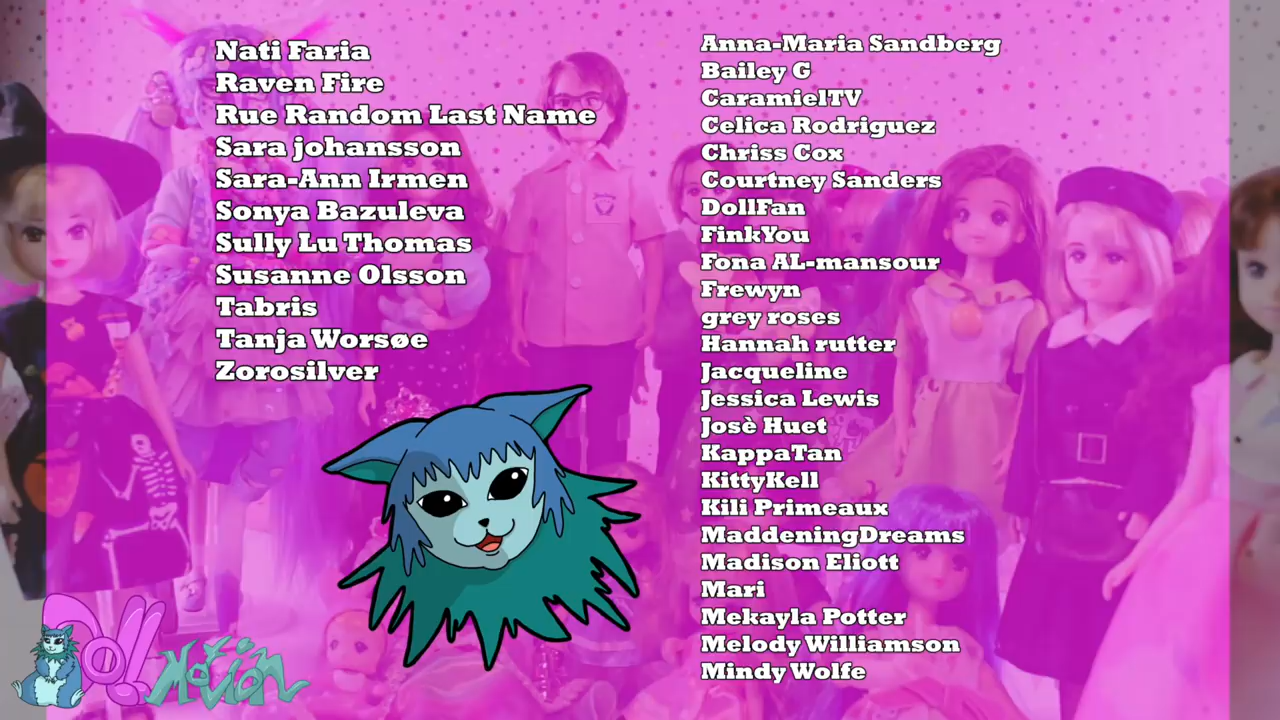 Nati Faria
Raven Fire
Rue Random Last Name
Sara johansson
Sara-Ann Irmen
Sonya Bazuleva
Sully Lu Thomas
Susanne Olsson
Tabris
Tanja Worsøe
Zorosilver
Anna-Maria Sandberg
Bailey G
CaramielTV
Celica Rodriguez
Chriss Cox
Courtney Sanders
DollFan
FinkYou
Fona AL-mansour
Frewyn
grey roses
Hannah rutter
Jacqueline
Jessica Lewis
Josè Huet
KappaTan
KittyKell
Kili Primeaux
MaddeningDreams
Madison Eliott
Mari
Mekayla Potter
Melody Williamson
Mindy Wolfe
Doll
Motion